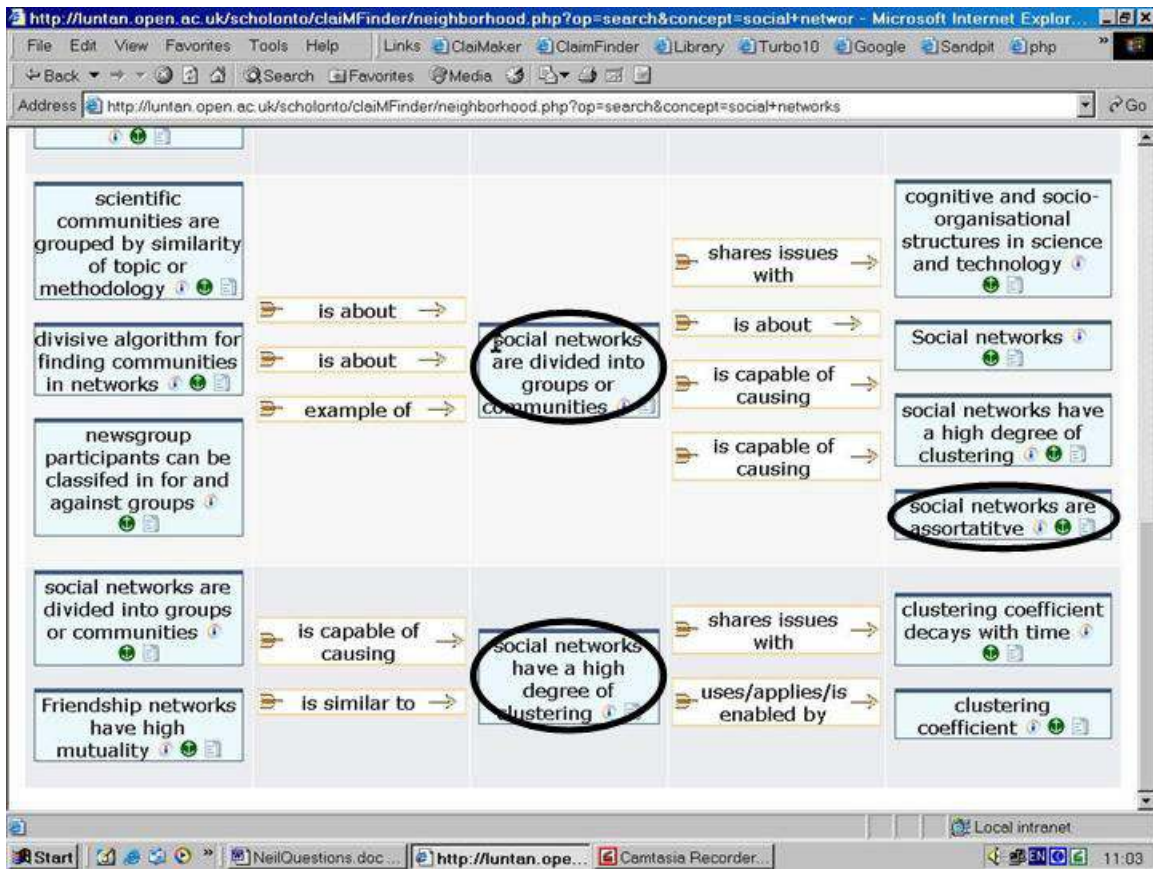 http://luntan.open.ac.uk/scholonto/claiMFinder/neighborhood.php?op=search&concept=social+networ - Microsoft Internet Explor...
File Edit View Favorites Tools Help Links ClaiMaker ClaimFinder Library Turbo10 Google Sandpit php »
Back Search Favorites Media
Address http://luntan.open.ac.uk/scholonto/claiMFinder/neighborhood.php?op=search&concept=social+networks Go
scientific
communities are
grouped by similarity
of topic or
methodology
divisive algorithm for
finding communities
in networks
newsgroup
participants can be
classifed in for and
against groups
is about
is about
example of
social networks
are divided into
groups or
communities
shares issues
with
is about
is capable of
causing
is capable of
causing
cognitive and socio-
organisational
structures in science
and technology
Social networks
social networks have
a high degree of
clustering
social networks are
assortatitve
social networks are
divided into groups
or communities
Friendship networks
have high
mutuality
is capable of
causing
is similar to
social networks
have a high
degree of
clustering
shares issues
with
uses/applies/is
enabled by
clustering coefficient
decays with time
clustering
coefficient
Local intranet
Start » NeilQuestions.doc ... http://luntan.ope... Camtasia Recorder... EN 11:03